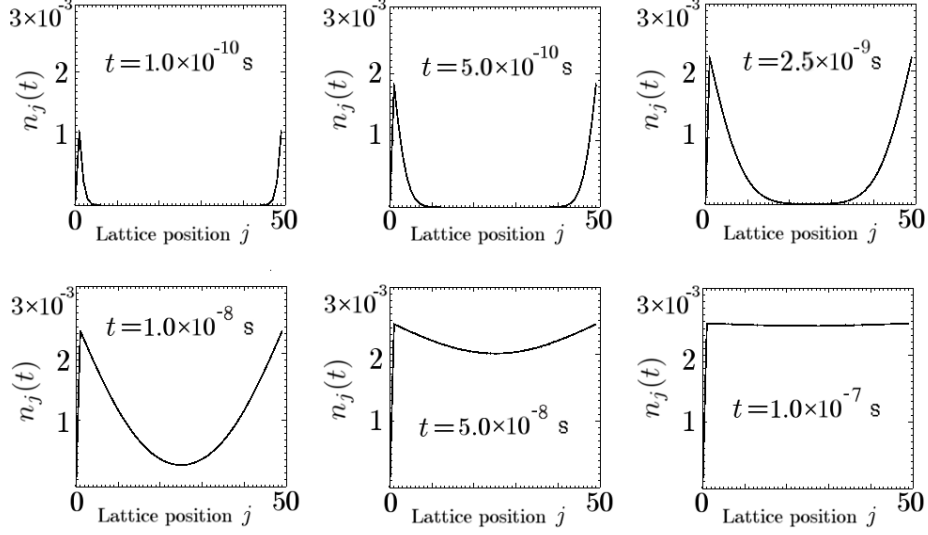 3×10⁻³
t=1.0×10⁻¹⁰ s
2
1
n_j(t)
0 50
Lattice position j
3×10⁻³
t=5.0×10⁻¹⁰ s
2
1
n_j(t)
0 50
Lattice position j
3×10⁻³
t=2.5×10⁻⁹ s
2
1
n_j(t)
0 50
Lattice position j
3×10⁻³
t=1.0×10⁻⁸ s
2
1
n_j(t)
0 50
Lattice position j
3×10⁻³
2
1
n_j(t)
t=5.0×10⁻⁸ s
0 50
Lattice position j
3×10⁻³
2
1
n_j(t)
t=1.0×10⁻⁷ s
0 50
Lattice position j